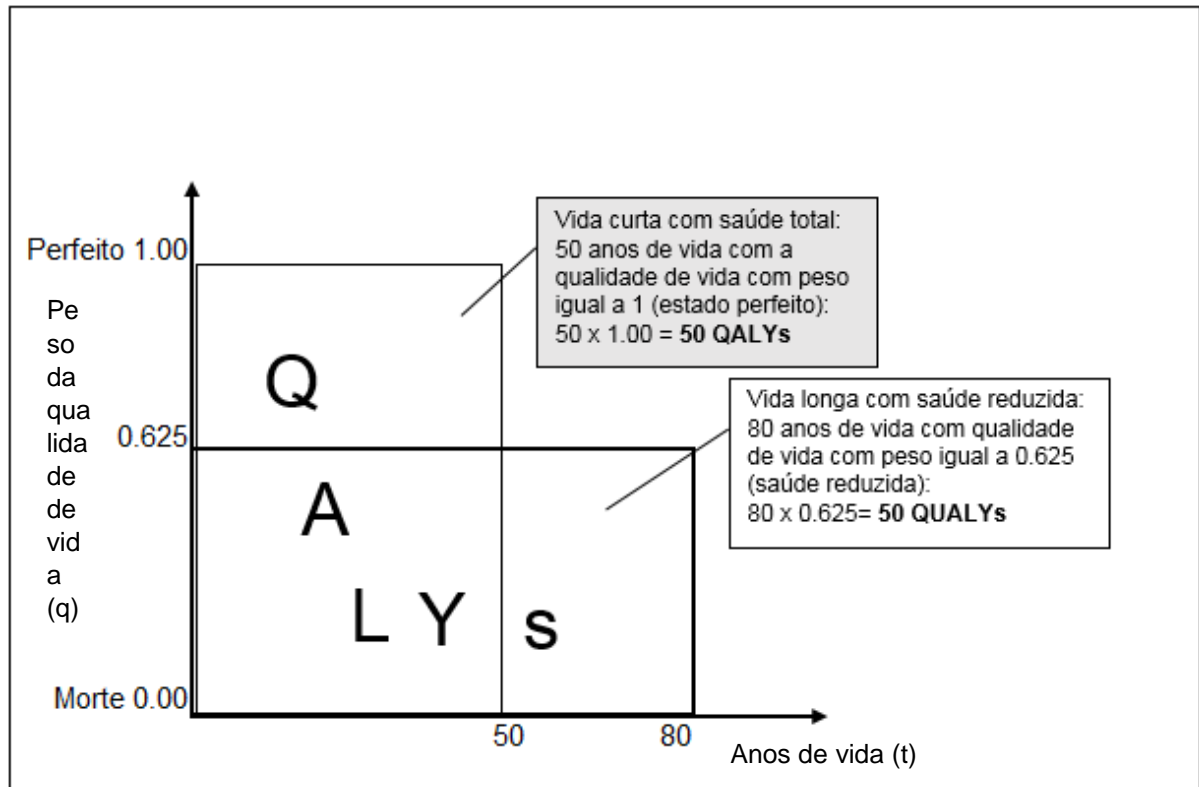 Perfeito 1.00
Pe
so
da
qua
lida
de
de
vid
a
(q)
0.625
Morte 0.00
Q
A
L Y s
50
80
Anos de vida (t)
Vida curta com saúde total:
50 anos de vida com a
qualidade de vida com peso
igual a 1 (estado perfeito):
50 x 1.00 = 50 QALYs
Vida longa com saúde reduzida:
80 anos de vida com qualidade
de vida com peso igual a 0.625
(saúde reduzida):
80 x 0.625= 50 QUALYs